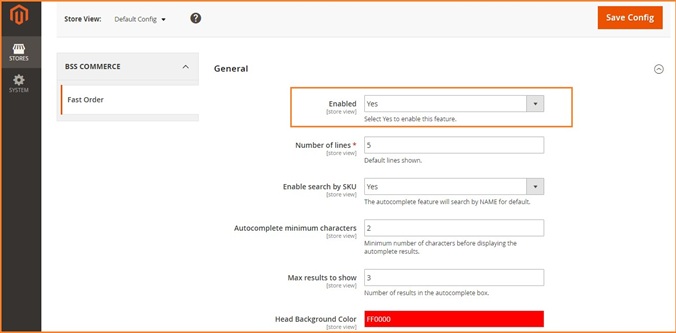 Store View: Default Config ?
Save Config
STORES
SYSTEM
BSS COMMERCE
Fast Order
General
Enabled
[store view]
Yes
Select Yes to enable this feature.
Number of lines *
[store view]
5
Default lines shown.
Enable search by SKU
[store view]
Yes
The autocomplete feature will search by NAME for default.
Autocomplete minimum characters
[store view]
2
Minimum number of characters before displaying the
automplete results.
Max results to show
[store view]
3
Number of results in the autocomplete box.
Head Background Color
[store view]
FF0000